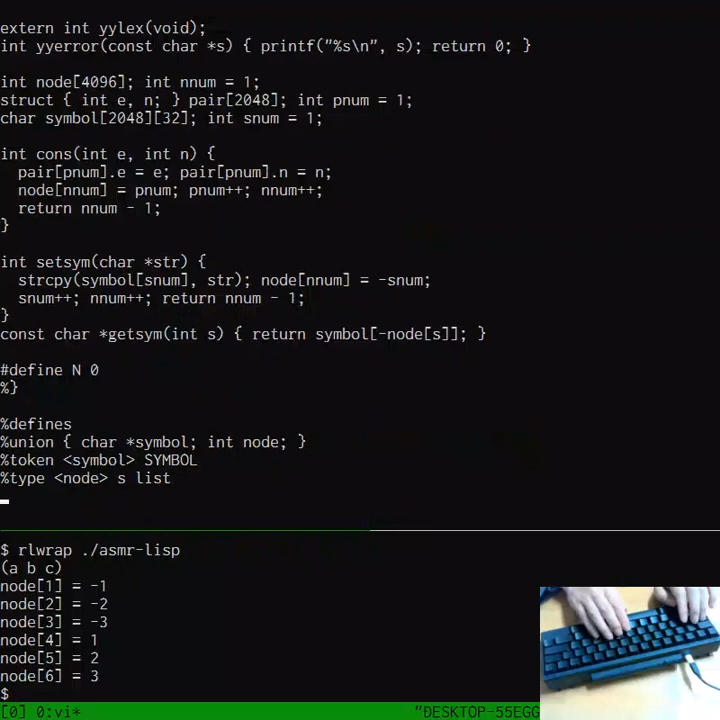 extern int yylex(void);
int yyerror(const char *s) { printf("%s\n", s); return 0; }
int node[4096]; int nnum = 1;
struct { int e, n; } pair[2048]; int pnum = 1;
char symbol[2048][32]; int snum = 1;
int cons(int e, int n) {
  pair[pnum].e = e; pair[pnum].n = n;
  node[nnum] = pnum; pnum++; nnum++;
  return nnum - 1;
}
int setsym(char *str) {
  strcpy(symbol[snum], str); node[nnum] = -snum;
  snum++; nnum++; return nnum - 1;
}
const char *getsym(int s) { return symbol[-node[s]]; }
#define N 0
%}
%defines
%union { char *symbol; int node; }
%token <symbol> SYMBOL
%type <node> s list
$ rlwrap ./asmr-lisp
(a b c)
node[1] = -1
node[2] = -2
node[3] = -3
node[4] = 1
node[5] = 2
node[6] = 3
$
[0] 0:vi*
"DESKTOP-55EGG